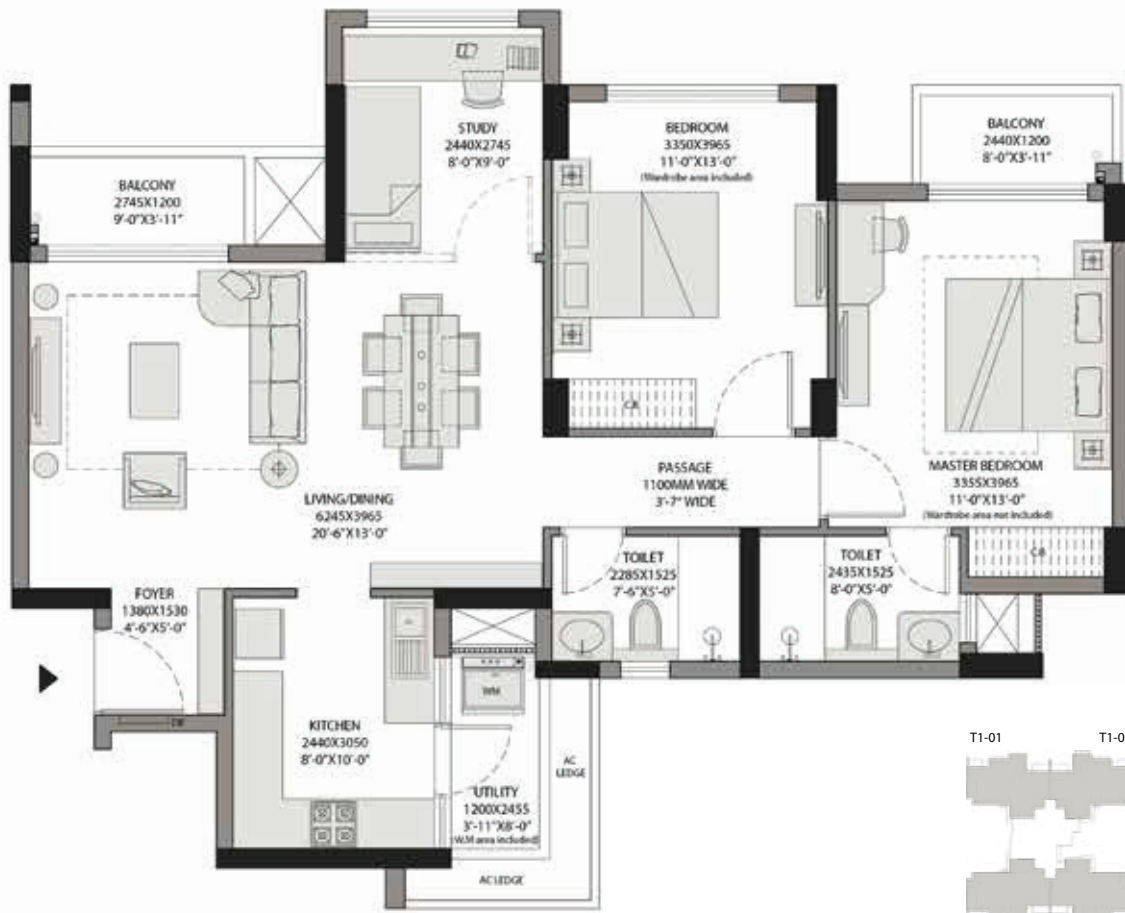 STUDY
2440X2745
8'-0"X9'-0"
BEDROOM
3350X3965
11'-0"X13'-0"
(Wardrobe area included)
BALCONY
2440X1200
8'-0"X3'-11"
BALCONY
2745X1200
9'-0"X3'-11"
CB
PASSAGE
1100MM WIDE
3'-7" WIDE
MASTER BEDROOM
3355X3965
11'-0"X13'-0"
(Wardrobe area not included)
LIVING/DINING
6245X3965
20'-6"X13'-0"
CB
TOILET
2285X1525
7'-6"X5'-0"
TOILET
2435X1525
8'-0"X5'-0"
FOYER
1380X1530
4'-6"X5'-0"
WM
KITCHEN
2440X3050
8'-0"X10'-0"
AC
LEDGE
UTILITY
1200X2455
3'-11"X8'-0"
(W.M area included)
AC LEDGE
T1-01